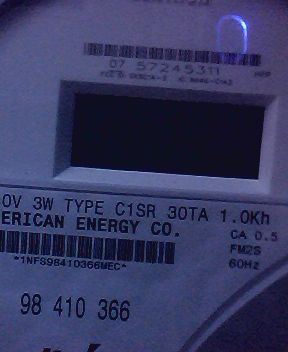 07 57245311
0V 3W TYPE C1SR 30TA 1.0Kh
ERICAN ENERGY CO.
CA 0.5
FM2S
*1NFS98410366MEC*
60Hz
98 410 366